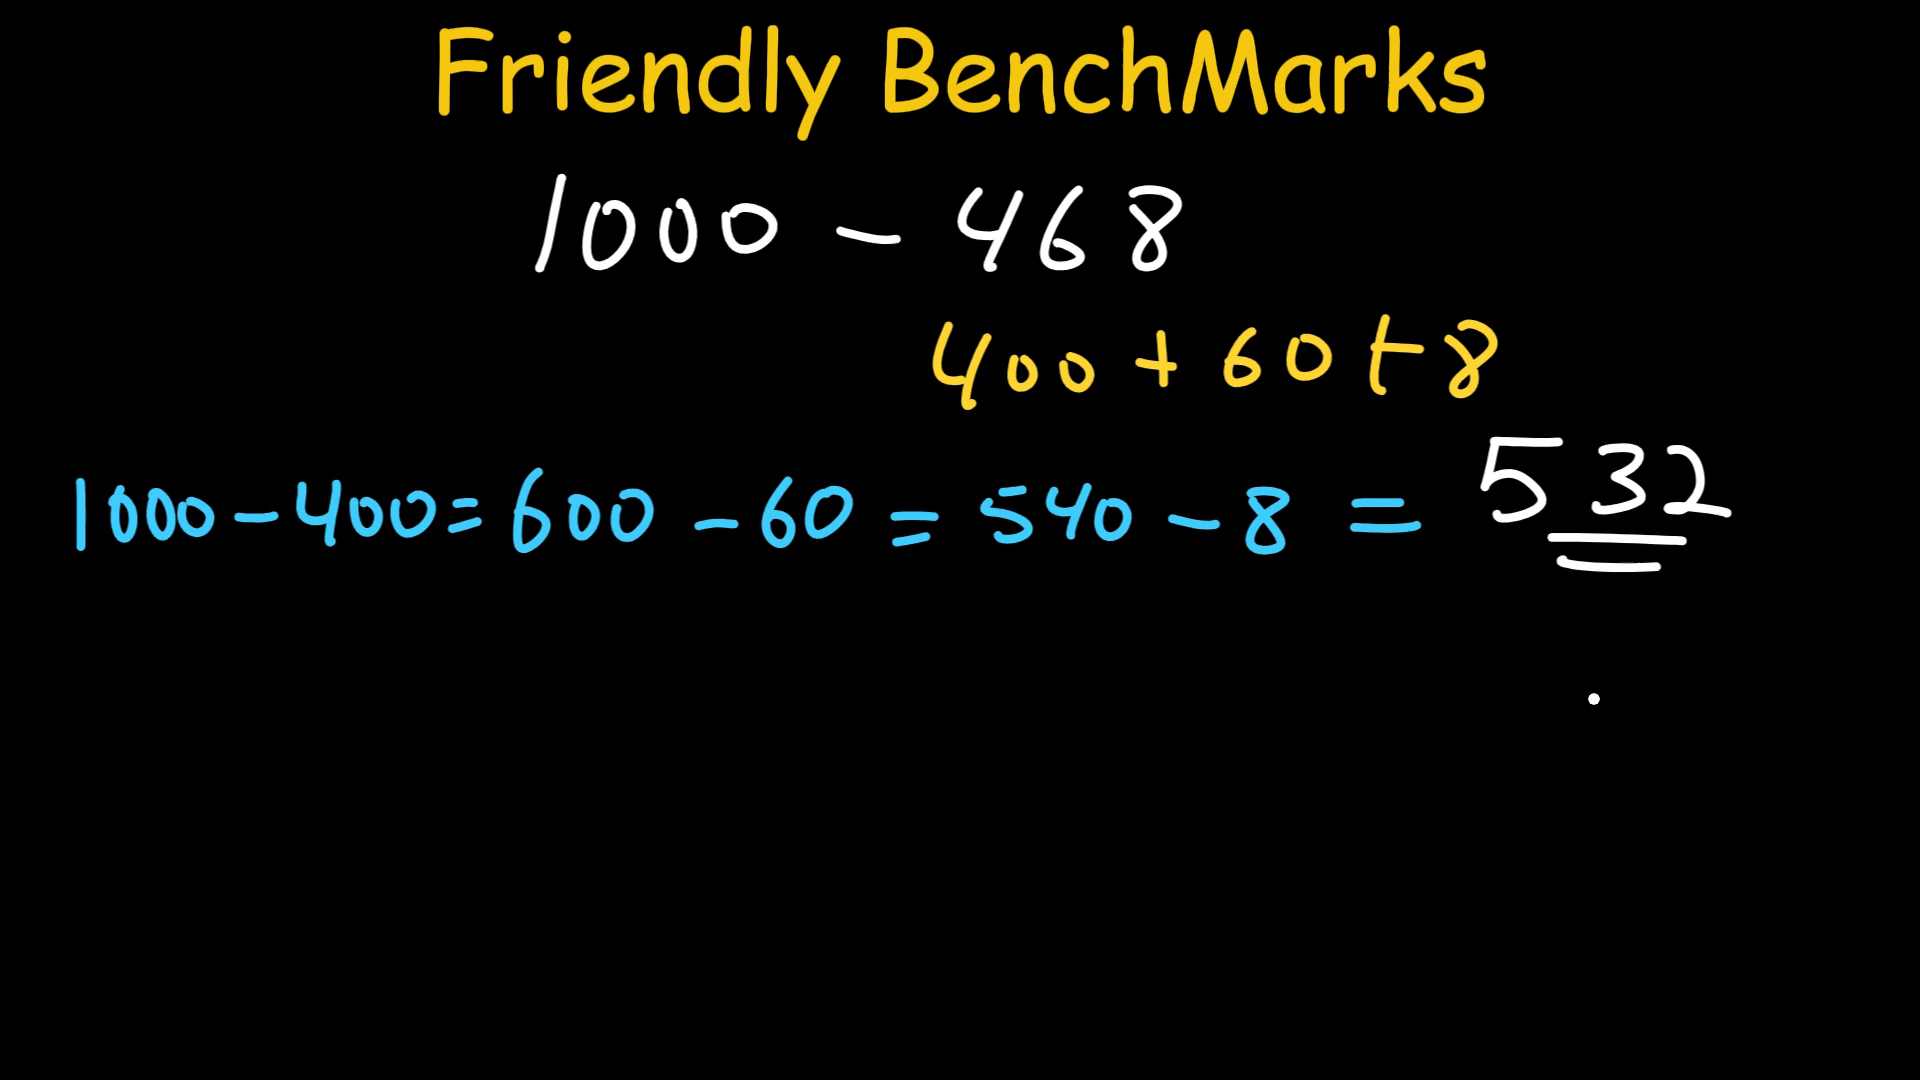 Friendly BenchMarks
1000 - 468
400 + 60 + 8
1000 - 400 = 600 - 60 = 540 - 8 = 532